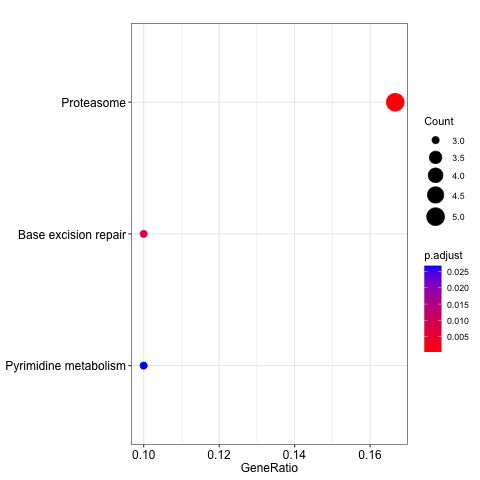 Proteasome
Base excision repair
Pyrimidine metabolism
0.10 0.12 0.14 0.16
GeneRatio
Count
3.0
3.5
4.0
4.5
5.0
p.adjust
0.025
0.020
0.015
0.010
0.005